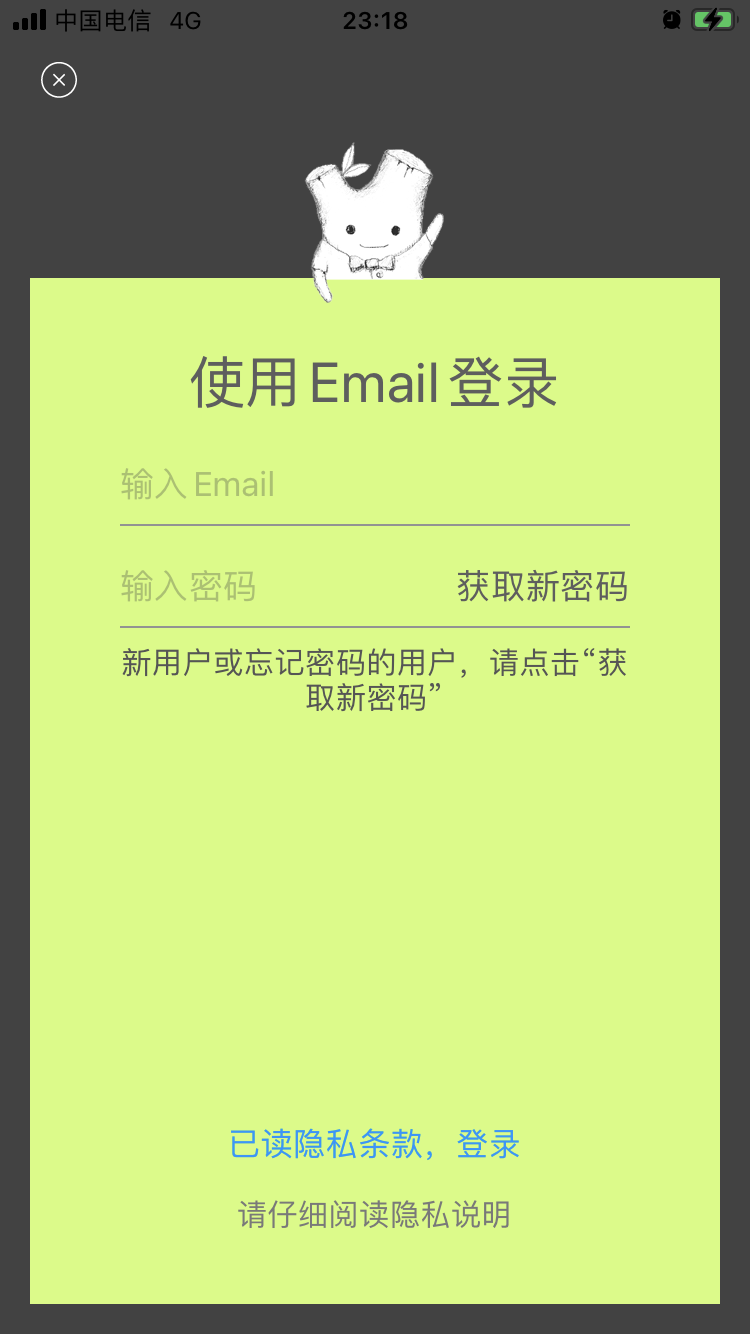 中国电信 4G 23:18
使用Email登录
输入Email
输入密码 获取新密码
新用户或忘记密码的用户，请点击“获
取新密码”
已读隐私条款，登录
请仔细阅读隐私说明